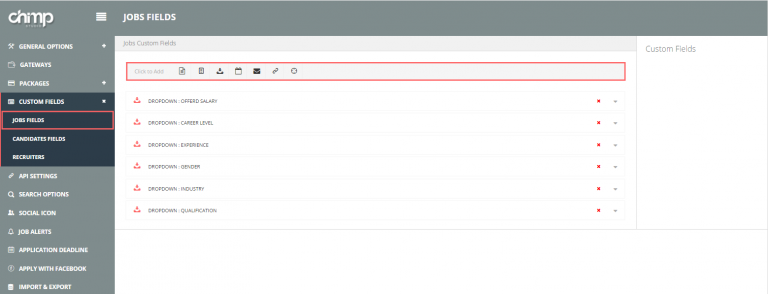 chimp
JOBS FIELDS
GENERAL OPTIONS
GATEWAYS
PACKAGES
CUSTOM FIELDS
JOBS FIELDS
CANDIDATES FIELDS
RECRUITERS
API SETTINGS
SEARCH OPTIONS
SOCIAL ICON
JOB ALERTS
APPLICATION DEADLINE
APPLY WITH FACEBOOK
IMPORT & EXPORT
Jobs Custom Fields
Click to Add
DROPDOWN : OFFERD SALARY
DROPDOWN : CAREER LEVEL
DROPDOWN : EXPERIENCE
DROPDOWN : GENDER
DROPDOWN : INDUSTRY
DROPDOWN : QUALIFICATION
Custom Fields